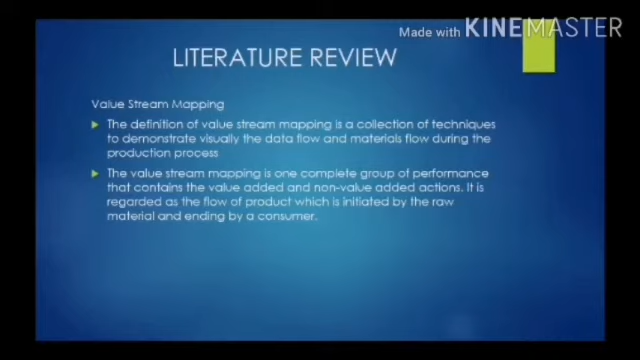 Made with KINEMASTER
LITERATURE REVIEW
Value Stream Mapping
The definition of value stream mapping is a collection of techniques
to demonstrate visually the data flow and materials flow during the
production process
The value stream mapping is one complete group of performance
that contains the value added and non-value added actions. It is
regarded as the flow of product which is initiated by the raw
material and ending by a consumer.